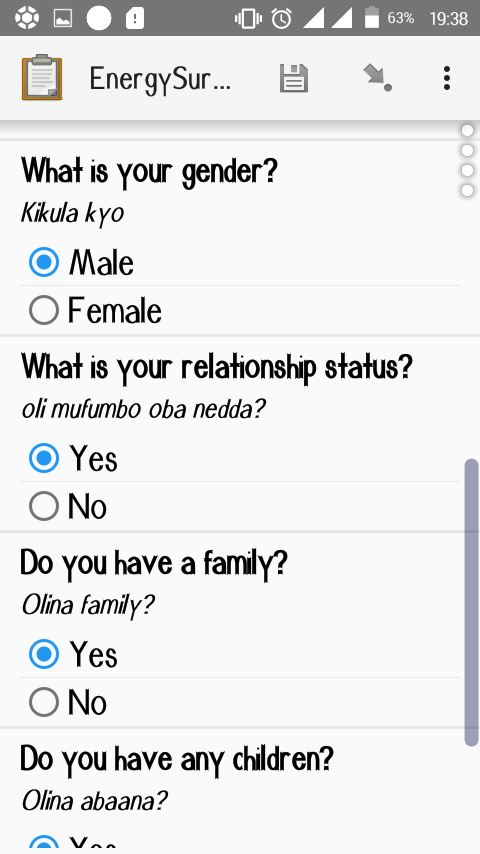 63% 19:38
EnergySur...
What is your gender?
Kikula kyo
Male
Female
What is your relationship status?
oli mufumbo oba nedda?
Yes
No
Do you have a family?
Olina family?
Yes
No
Do you have any children?
Olina abaana?
Yes